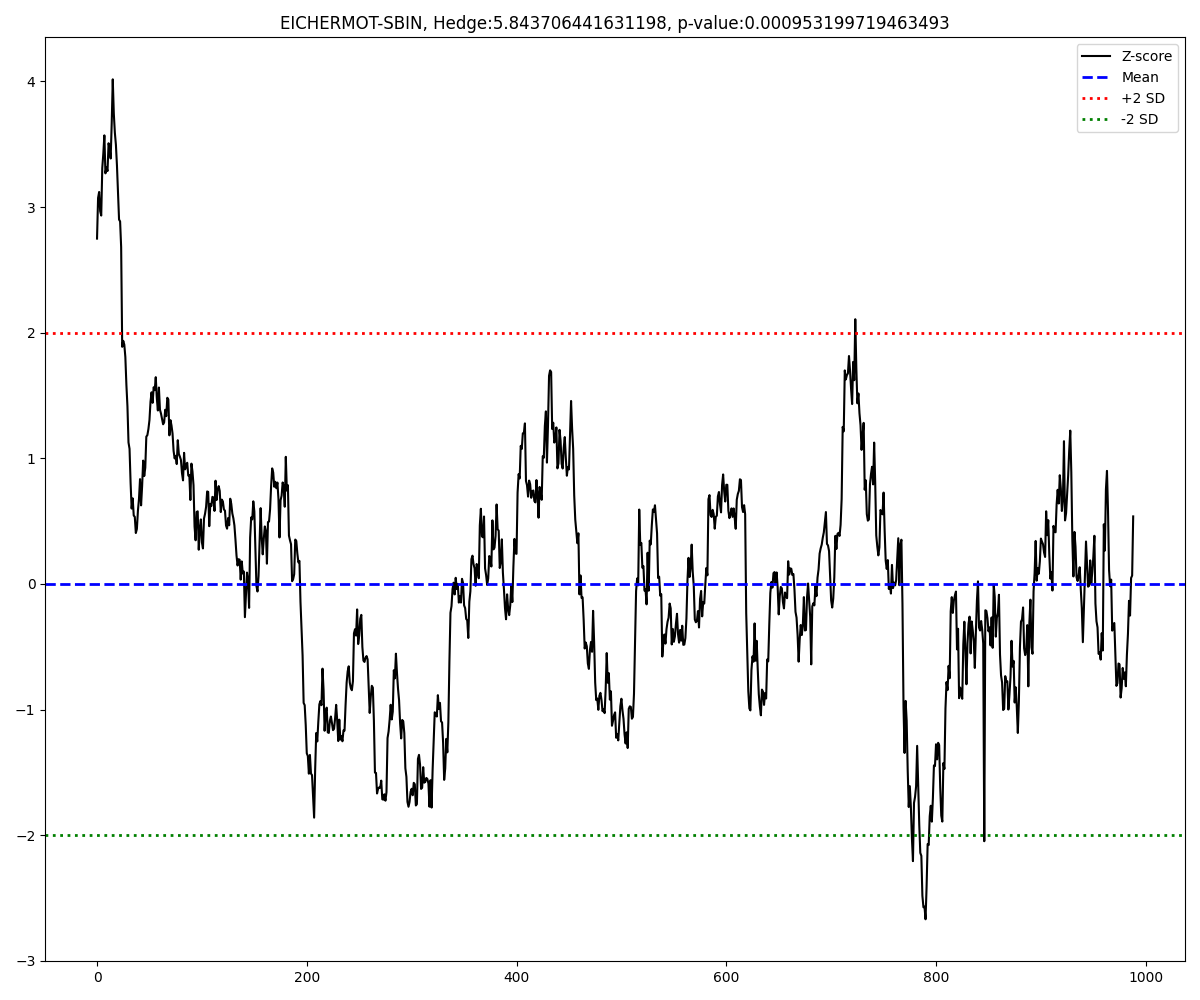 EICHERMOT-SBIN, Hedge:5.843706441631198, p-value:0.000953199719463493
Z-score
Mean
+2 SD
-2 SD
4
3
2
1
0
−1
−2
−3
0 200 400 600 800 1000